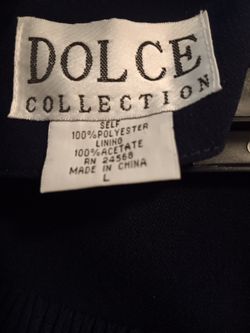 DOLCE
COLLECTION
SELF
100%POLYESTER
LINING
100%ACETATE
RN 24568
MADE IN CHINA
L